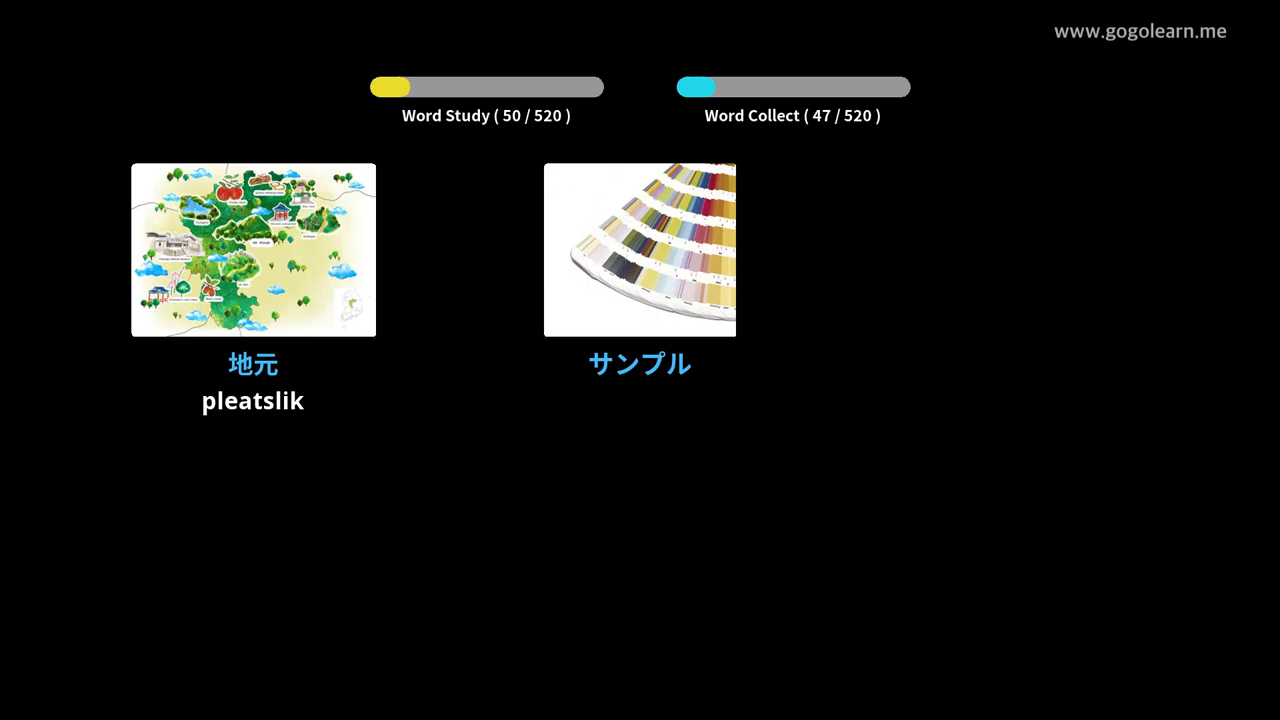 www.gogolearn.me
Word Study ( 50 / 520 )
Word Collect ( 47 / 520 )
地元
pleatslik
サンプル